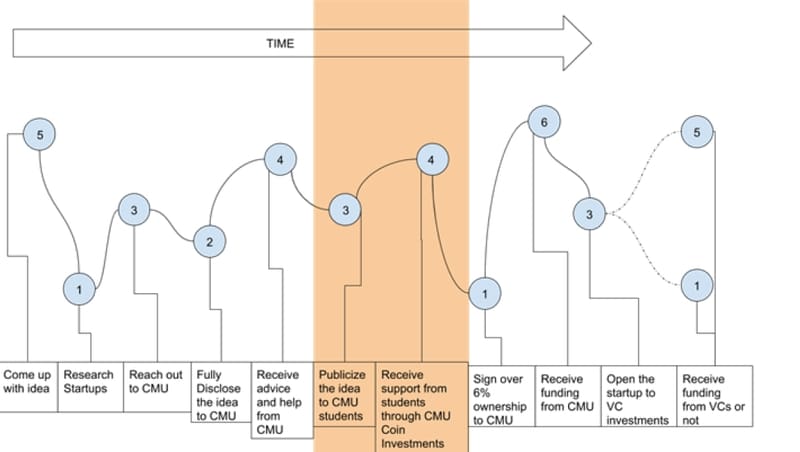 TIME
5
1
3
2
4
3
4
1
6
3
5
1
Come up
with idea
Research
Startups
Reach out
to CMU
Fully
Disclose
the idea
to CMU
Receive
advice
and help
from
CMU
Publicize
the idea
to CMU
students
Receive
support from
students
through CMU
Coin
Investments
Sign over
6%
ownership
to CMU
Receive
funding
from CMU
Open the
startup to
VC
investments
Receive
funding
from VCs or
not